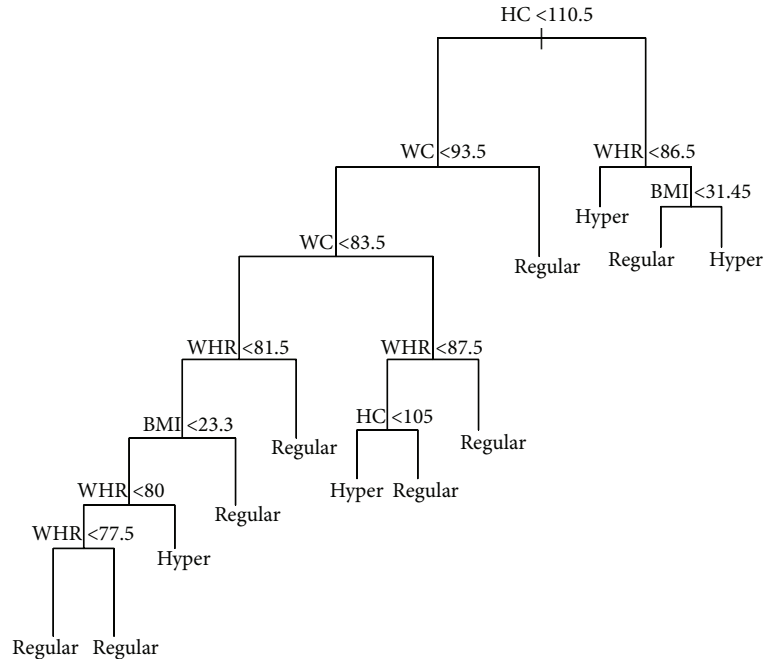 HC <110.5
WC <93.5
WHR <86.5
BMI <31.45
Hyper
WC <83.5
Regular
Regular
Hyper
WHR <81.5
WHR <87.5
HC <105
BMI <23.3
Regular
Regular
WHR <80
Hyper
Regular
Regular
WHR <77.5
Hyper
Regular
Regular